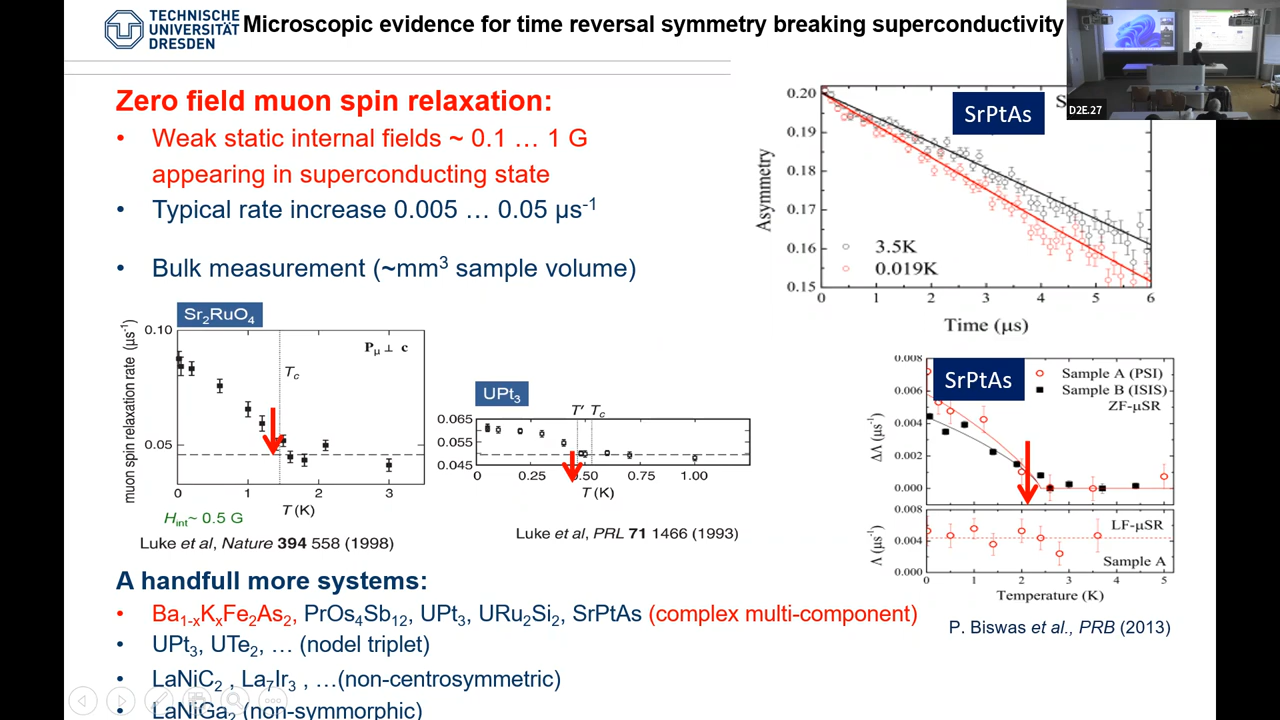 TECHNISCHE
UNIVERSITÄT
DRESDEN
Microscopic evidence for time reversal symmetry breaking superconductivity
D2E.27
Zero field muon spin relaxation:
• Weak static internal fields ~ 0.1 … 1 G
appearing in superconducting state
• Typical rate increase 0.005 … 0.05 µs⁻¹
• Bulk measurement (~mm³ sample volume)
Sr₂RuO₄
muon spin relaxation rate (µs⁻¹)
0.10
0.05
P_µ ⊥ c
T_c
0 1 2 3
T (K)
H_int ~ 0.5 G
Luke et al, Nature 394 558 (1998)
UPt₃
T' T_c
0.065
0.055
0.045
0 0.25 0.50 0.75 1.00
T (K)
Luke et al, PRL 71 1466 (1993)
SrPtAs
S
Asymmetry
0.20
0.19
0.18
0.17
0.16
0.15
3.5K
0.019K
0 1 2 3 4 5 6
Time (µs)
SrPtAs
Sample A (PSI)
Sample B (ISIS)
ZF-µSR
ΔΛ (µs⁻¹)
0.008
0.006
0.004
0.002
0.000
LF-µSR
Sample A
Λ (µs⁻¹)
0.008
0.004
0.000
0 1 2 3 4 5
Temperature (K)
P. Biswas et al., PRB (2013)
A handfull more systems:
• Ba₁₋ₓKₓFe₂As₂, PrOs₄Sb₁₂, UPt₃, URu₂Si₂, SrPtAs (complex multi-component)
• UPt₃, UTe₂, … (nodel triplet)
• LaNiC₂ , La₇Ir₃ , …(non-centrosymmetric)
• LaNiGa₂ (non-symmorphic)